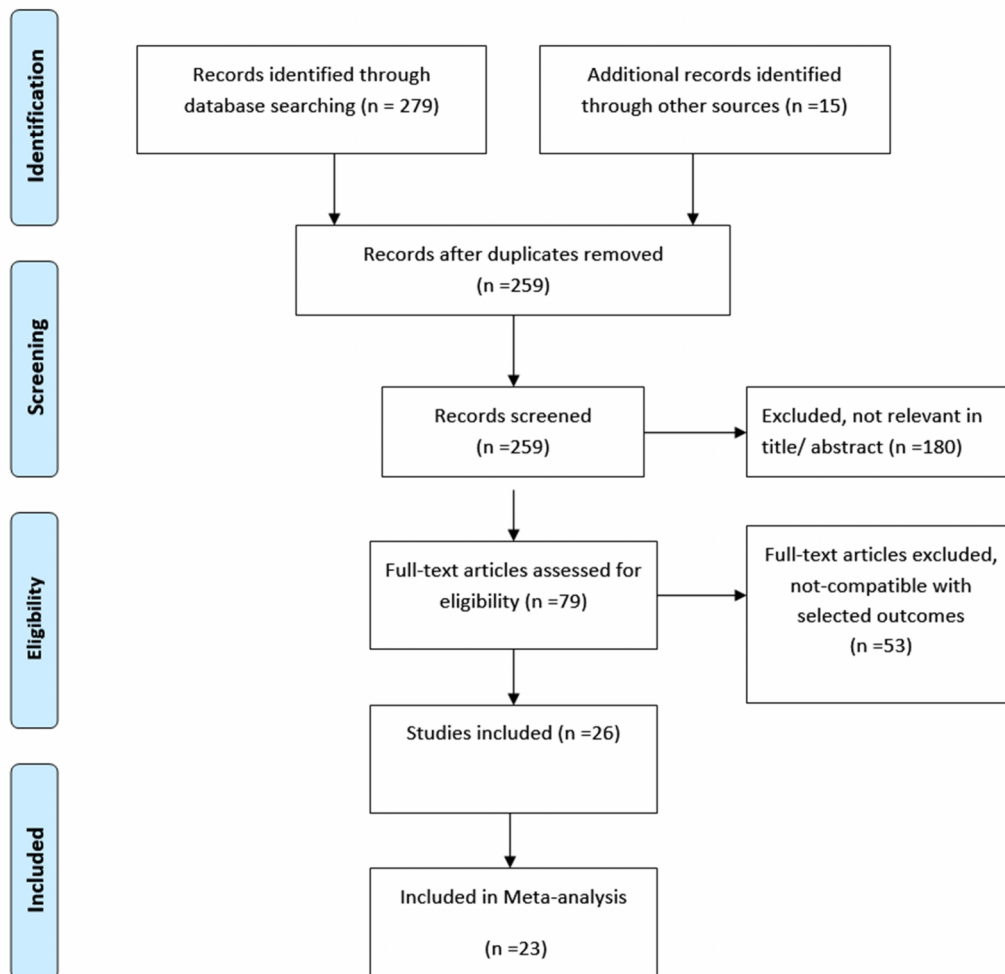 Identification
Records identified through
database searching (n = 279)
Additional records identified
through other sources (n =15)
Records after duplicates removed
(n =259)
Screening
Records screened
(n =259)
Excluded, not relevant in
title/ abstract (n =180)
Eligibility
Full-text articles assessed for
eligibility (n =79)
Full-text articles excluded,
not-compatible with
selected outcomes
(n =53)
Studies included (n =26)
Included
Included in Meta-analysis
(n =23)